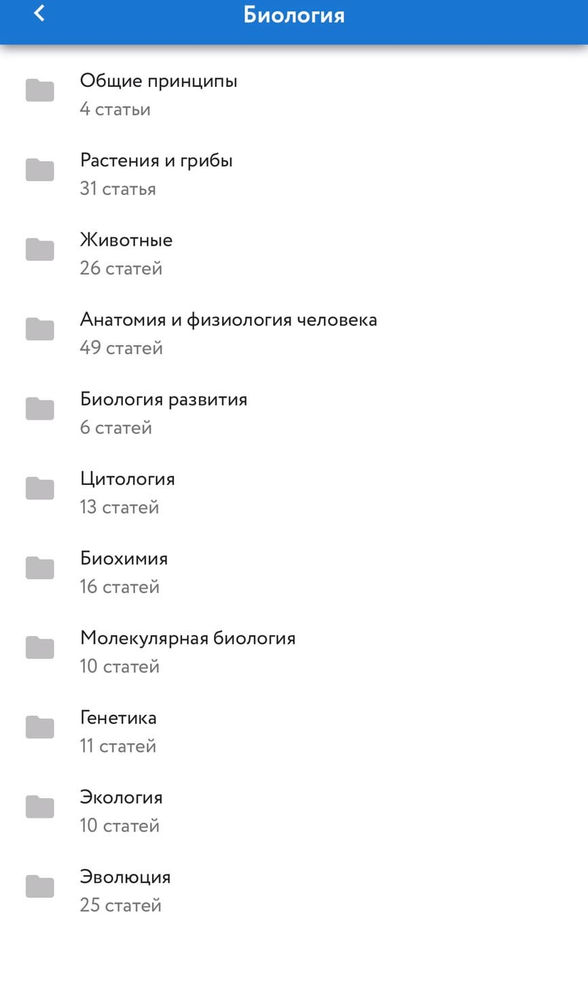 Биология
Общие принципы
4 статьи
Растения и грибы
31 статья
Животные
26 статей
Анатомия и физиология человека
49 статей
Биология развития
6 статей
Цитология
13 статей
Биохимия
16 статей
Молекулярная биология
10 статей
Генетика
11 статей
Экология
10 статей
Эволюция
25 статей